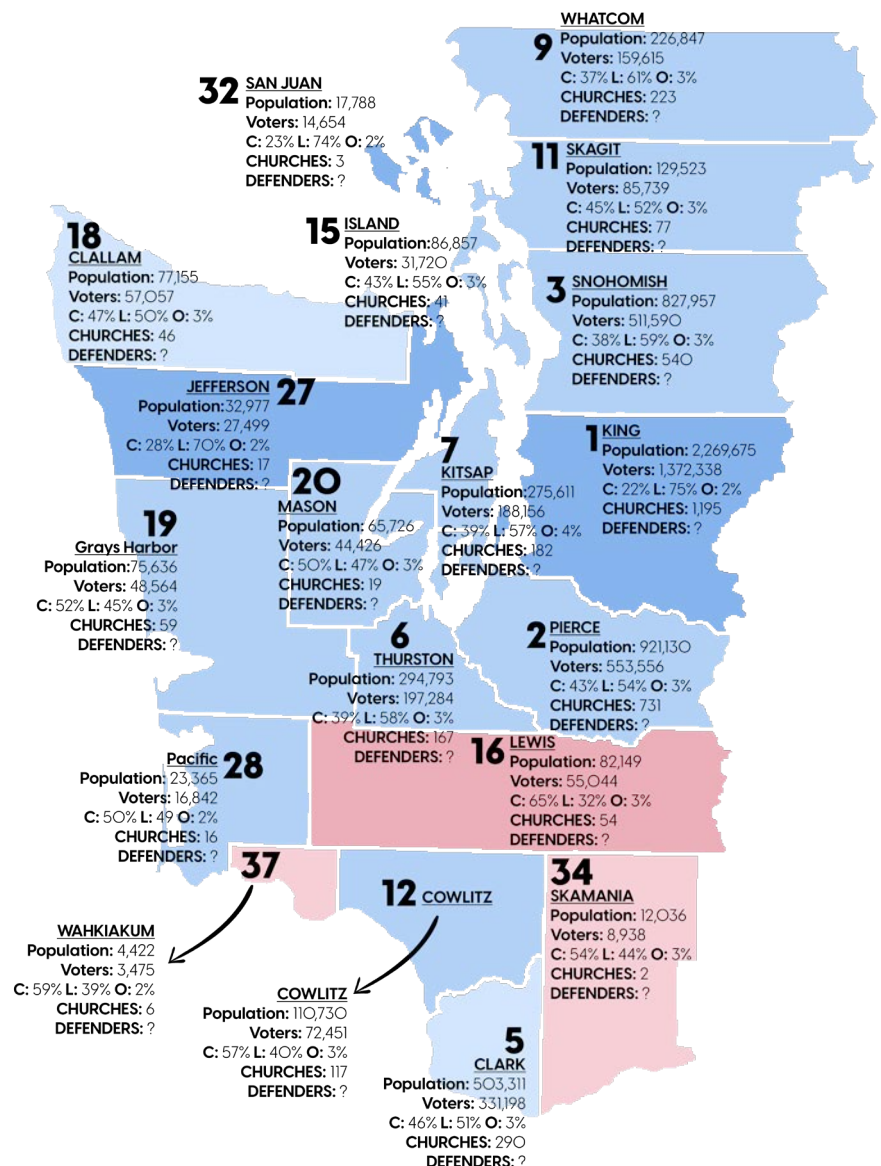 WHATCOM
9
Population: 226,847
Voters: 159,615
C: 37% L: 61% O: 3%
CHURCHES: 223
DEFENDERS: ?
32
SAN JUAN
Population: 17,788
Voters: 14,654
C: 23% L: 74% O: 2%
CHURCHES: 3
DEFENDERS: ?
11
SKAGIT
Population: 129,523
Voters: 85,739
C: 45% L: 52% O: 3%
CHURCHES: 77
DEFENDERS: ?
15
ISLAND
Population:86,857
Voters: 31,720
C: 43% L: 55% O: 3%
CHURCHES: 41
DEFENDERS: ?
18
CLALLAM
Population: 77,155
Voters: 57,057
C: 47% L: 50% O: 3%
CHURCHES: 46
DEFENDERS: ?
3
SNOHOMISH
Population: 827,957
Voters: 511,590
C: 38% L: 59% O: 3%
CHURCHES: 540
DEFENDERS: ?
JEFFERSON
27
Population:32,977
Voters: 27,499
C: 28% L: 70% O: 2%
CHURCHES: 17
DEFENDERS: ?
1
KING
Population: 2,269,675
Voters: 1,372,338
C: 22% L: 75% O: 2%
CHURCHES: 1,195
DEFENDERS: ?
7
KITSAP
Population:275,611
Voters: 188,156
C: 39% L: 57% O: 4%
CHURCHES: 182
DEFENDERS: ?
20
MASON
Population: 65,726
Voters: 44,426
C: 50% L: 47% O: 3%
CHURCHES: 19
DEFENDERS: ?
19
Grays Harbor
Population:75,636
Voters: 48,564
C: 52% L: 45% O: 3%
CHURCHES: 59
DEFENDERS: ?
6
THURSTON
Population: 294,793
Voters: 197,284
C: 39% L: 58% O: 3%
CHURCHES: 167
DEFENDERS: ?
2
PIERCE
Population: 921,130
Voters: 553,556
C: 43% L: 54% O: 3%
CHURCHES: 731
DEFENDERS: ?
16
LEWIS
Population: 82,149
Voters: 55,044
C: 65% L: 32% O: 3%
CHURCHES: 54
DEFENDERS: ?
Pacific
28
Population: 23,365
Voters: 16,842
C: 50% L: 49 O: 2%
CHURCHES: 16
DEFENDERS: ?
37
WAHKIAKUM
Population: 4,422
Voters: 3,475
C: 59% L: 39% O: 2%
CHURCHES: 6
DEFENDERS: ?
12 COWLITZ
COWLITZ
Population: 110,730
Voters: 72,451
C: 57% L: 40% O: 3%
CHURCHES: 117
DEFENDERS: ?
34
SKAMANIA
Population: 12,036
Voters: 8,938
C: 54% L: 44% O: 3%
CHURCHES: 2
DEFENDERS: ?
5
CLARK
Population: 503,311
Voters: 331,198
C: 46% L: 51% O: 3%
CHURCHES: 290
DEFENDERS: ?